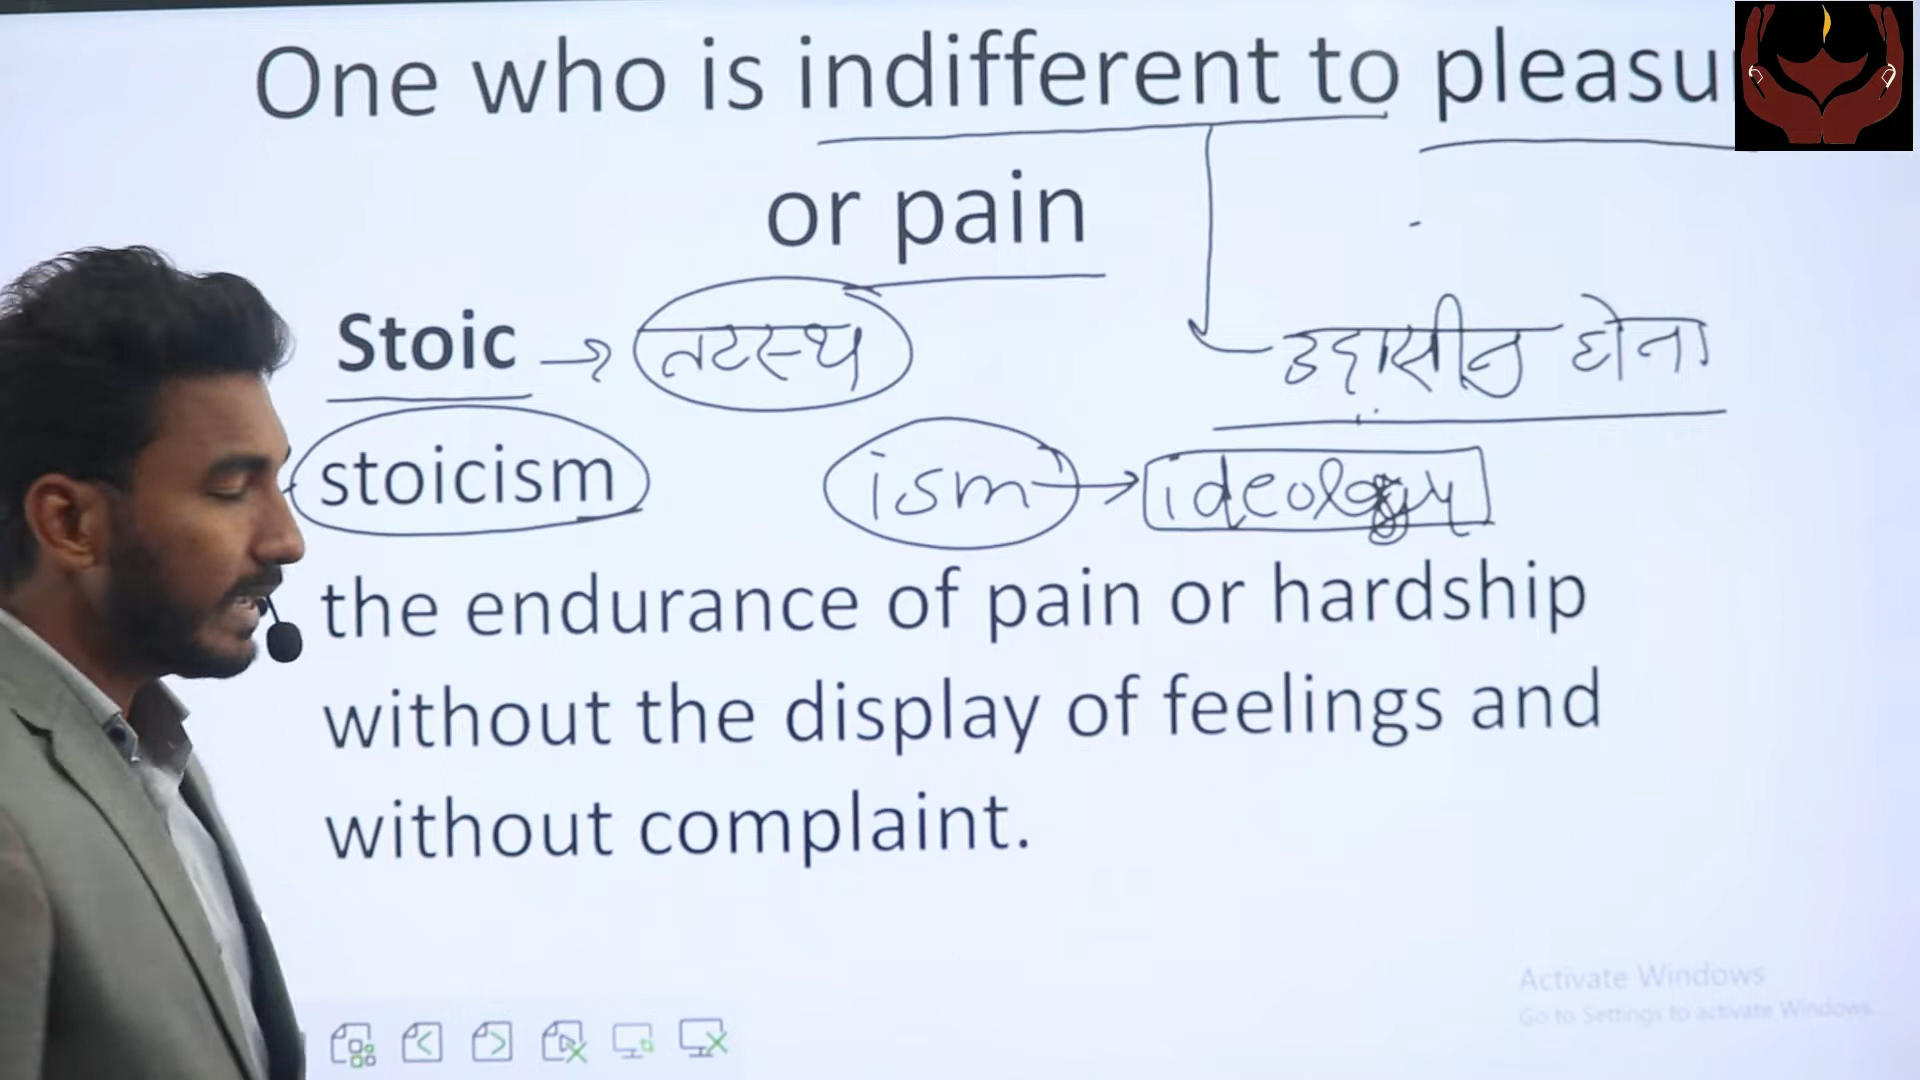 One who is indifferent to pleasu
or pain
Stoic → तटस्थ
उदासीन होना
stoicism
ism → ideology
the endurance of pain or hardship
without the display of feelings and
without complaint.
Activate Windows
Go to Settings to activate Windows.